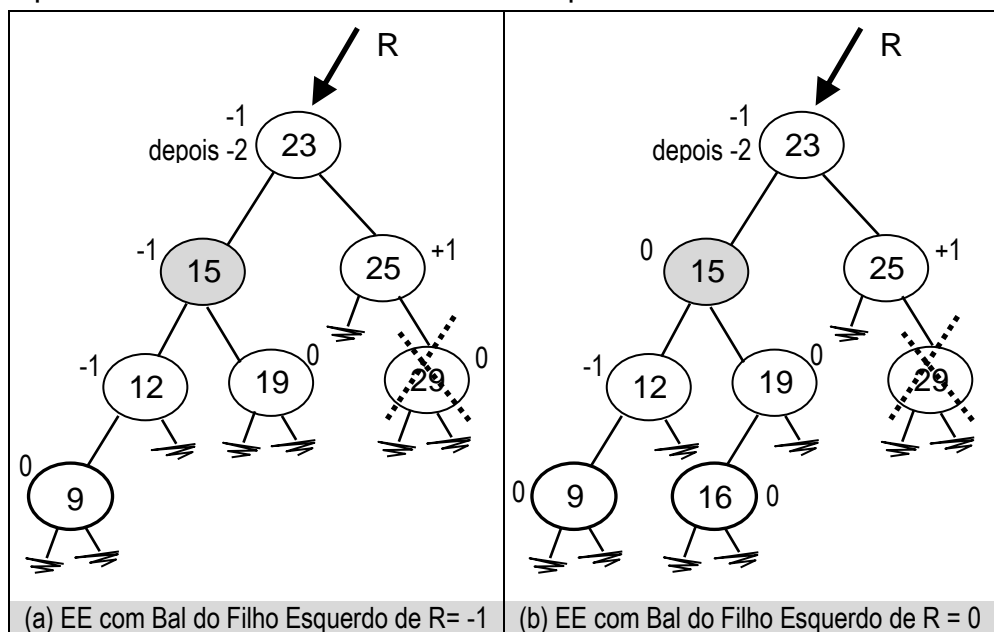 R
-1
depois -2 23
-1 15 25 +1
-1 12 19 0 29 0
0 9
(a) EE com Bal do Filho Esquerdo de R= -1
R
-1
depois -2 23
0 15 25 +1
-1 12 19 0 29
0 9 16 0
(b) EE com Bal do Filho Esquerdo de R = 0